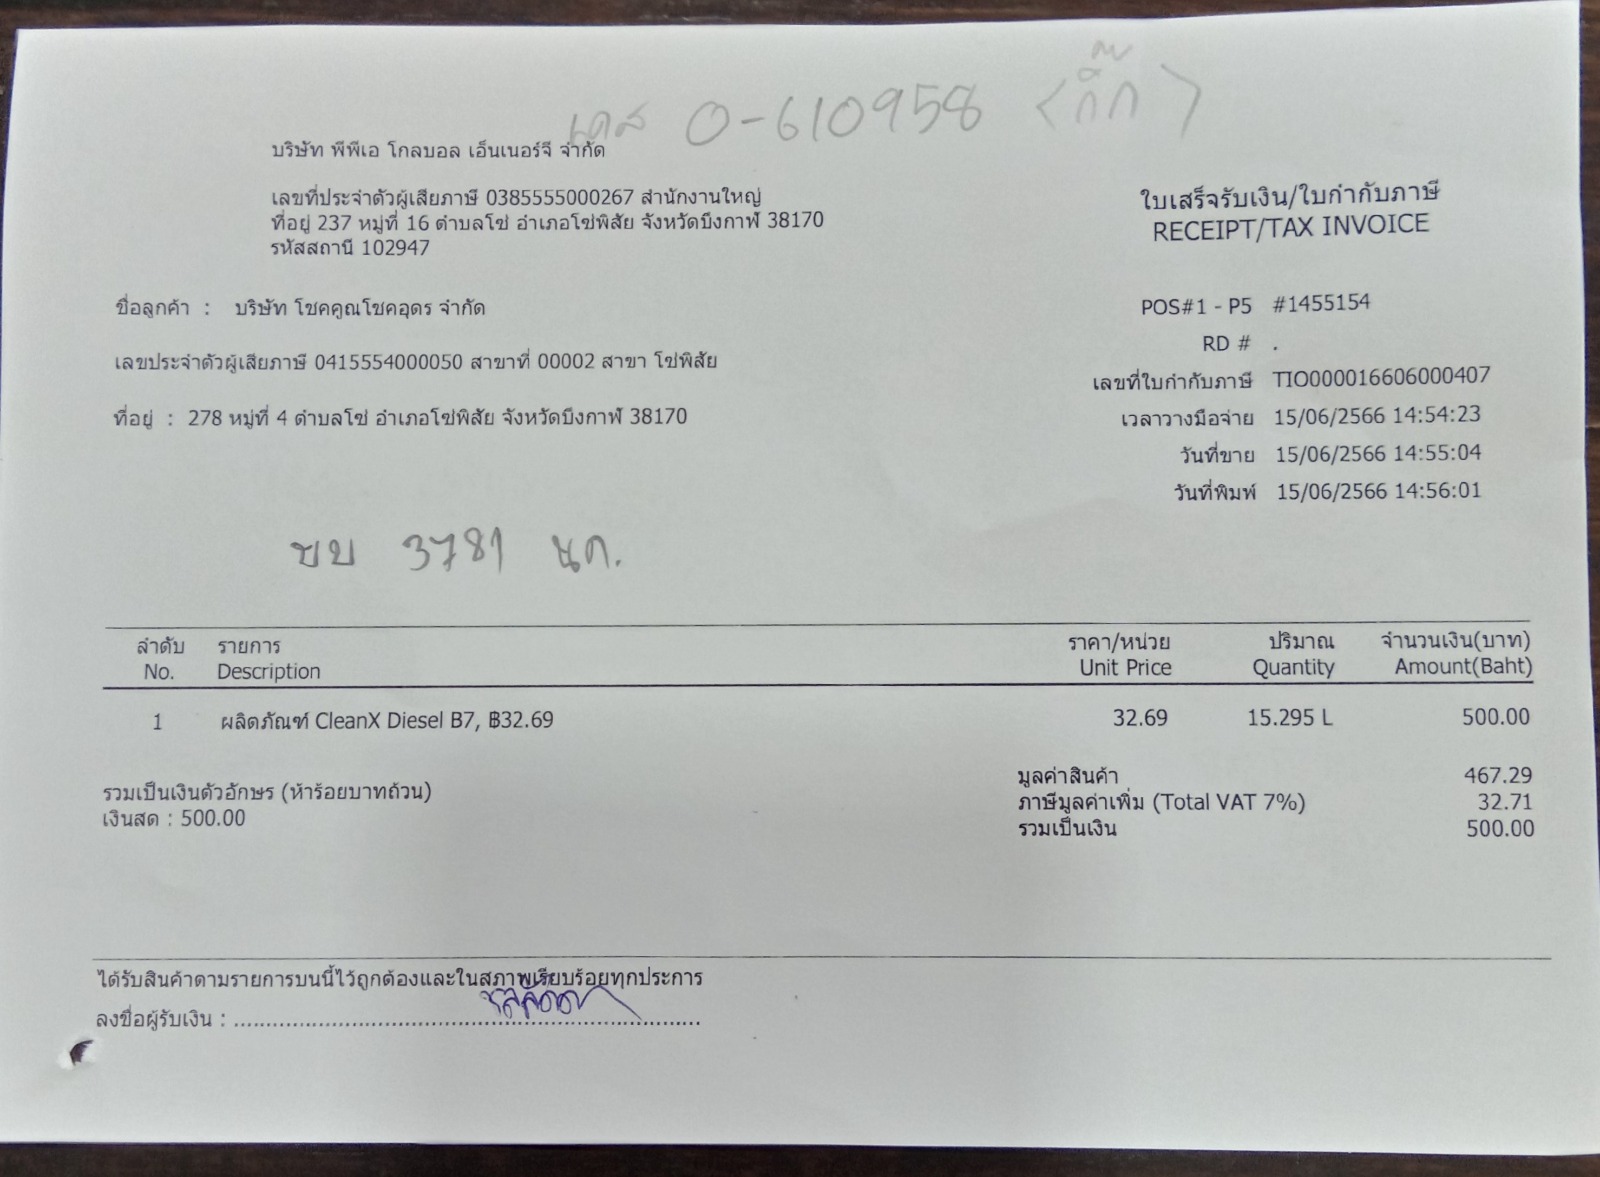 เคส 0-610958 (กิ๊ก)
บริษัท พีพีเอ โกลบอล เอ็นเนอร์จี จำกัด
เลขที่ประจำตัวผู้เสียภาษี 0385555000267 สำนักงานใหญ่
ที่อยู่ 237 หมู่ที่ 16 ตำบลโซ่ อำเภอโซ่พิสัย จังหวัดบึงกาฬ 38170
รหัสสถานี 102947
ใบเสร็จรับเงิน/ใบกำกับภาษี
RECEIPT/TAX INVOICE
ชื่อลูกค้า : บริษัท โชคคูณโชคอุดร จำกัด
เลขประจำตัวผู้เสียภาษี 0415554000050 สาขาที่ 00002 สาขา โซ่พิสัย
ที่อยู่ : 278 หมู่ที่ 4 ตำบลโซ่ อำเภอโซ่พิสัย จังหวัดบึงกาฬ 38170
POS#1 - P5 #1455154
RD # .
เลขที่ใบกำกับภาษี TIO000016606000407
เวลาวางมือจ่าย 15/06/2566 14:54:23
วันที่ขาย 15/06/2566 14:55:04
วันที่พิมพ์ 15/06/2566 14:56:01
ขบ 3781 นค.
ลำดับ รายการ ราคา/หน่วย ปริมาณ จำนวนเงิน(บาท)
No. Description Unit Price Quantity Amount(Baht)
1 ผลิตภัณฑ์ CleanX Diesel B7, ฿32.69 32.69 15.295 L 500.00
รวมเป็นเงินตัวอักษร (ห้าร้อยบาทถ้วน)
เงินสด : 500.00
มูลค่าสินค้า 467.29
ภาษีมูลค่าเพิ่ม (Total VAT 7%) 32.71
รวมเป็นเงิน 500.00
ได้รับสินค้าตามรายการบนนี้ไว้ถูกต้องและในสภาพเรียบร้อยทุกประการ
ลงชื่อผู้รับเงิน :